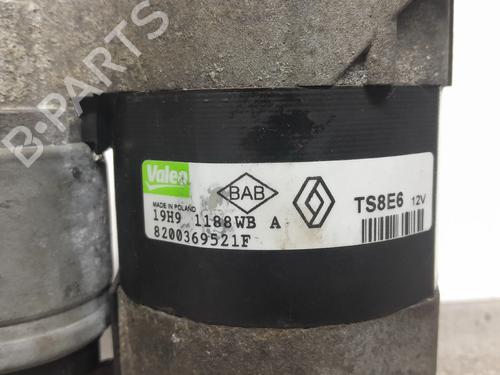 B-PARTS
Valeo
MADE IN POLAND
BAB
TS8E6 12V
19H9 1188WB A
8200369521F